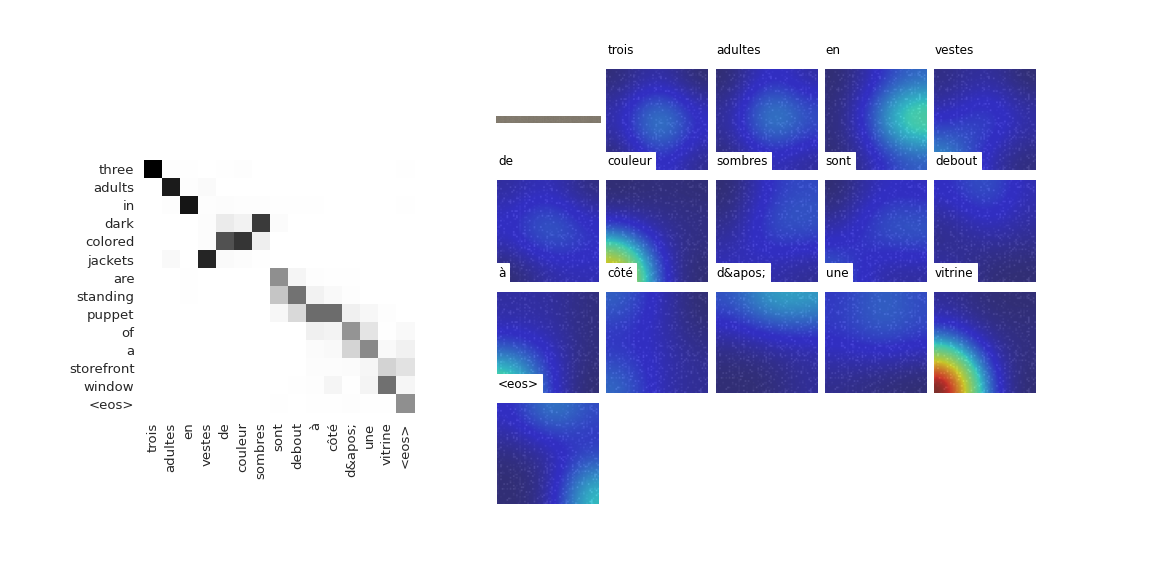 three
adults
in
dark
colored
jackets
are
standing
puppet
of
a
storefront
window
<eos>
trois
adultes
en
vestes
de
couleur
sombres
sont
debout
à
côté
d&apos;
une
vitrine
<eos>
trois adultes en vestes
de couleur sombres sont debout
à côté d&apos; une vitrine
<eos>